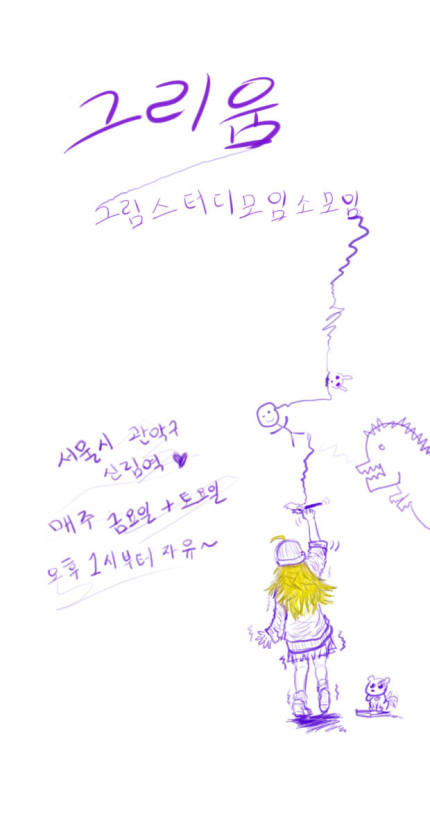 그리움
그림스터디모임소모임
서울시 관악구
신림역
매주 금요일 + 토요일
오후 1시부터 자유~